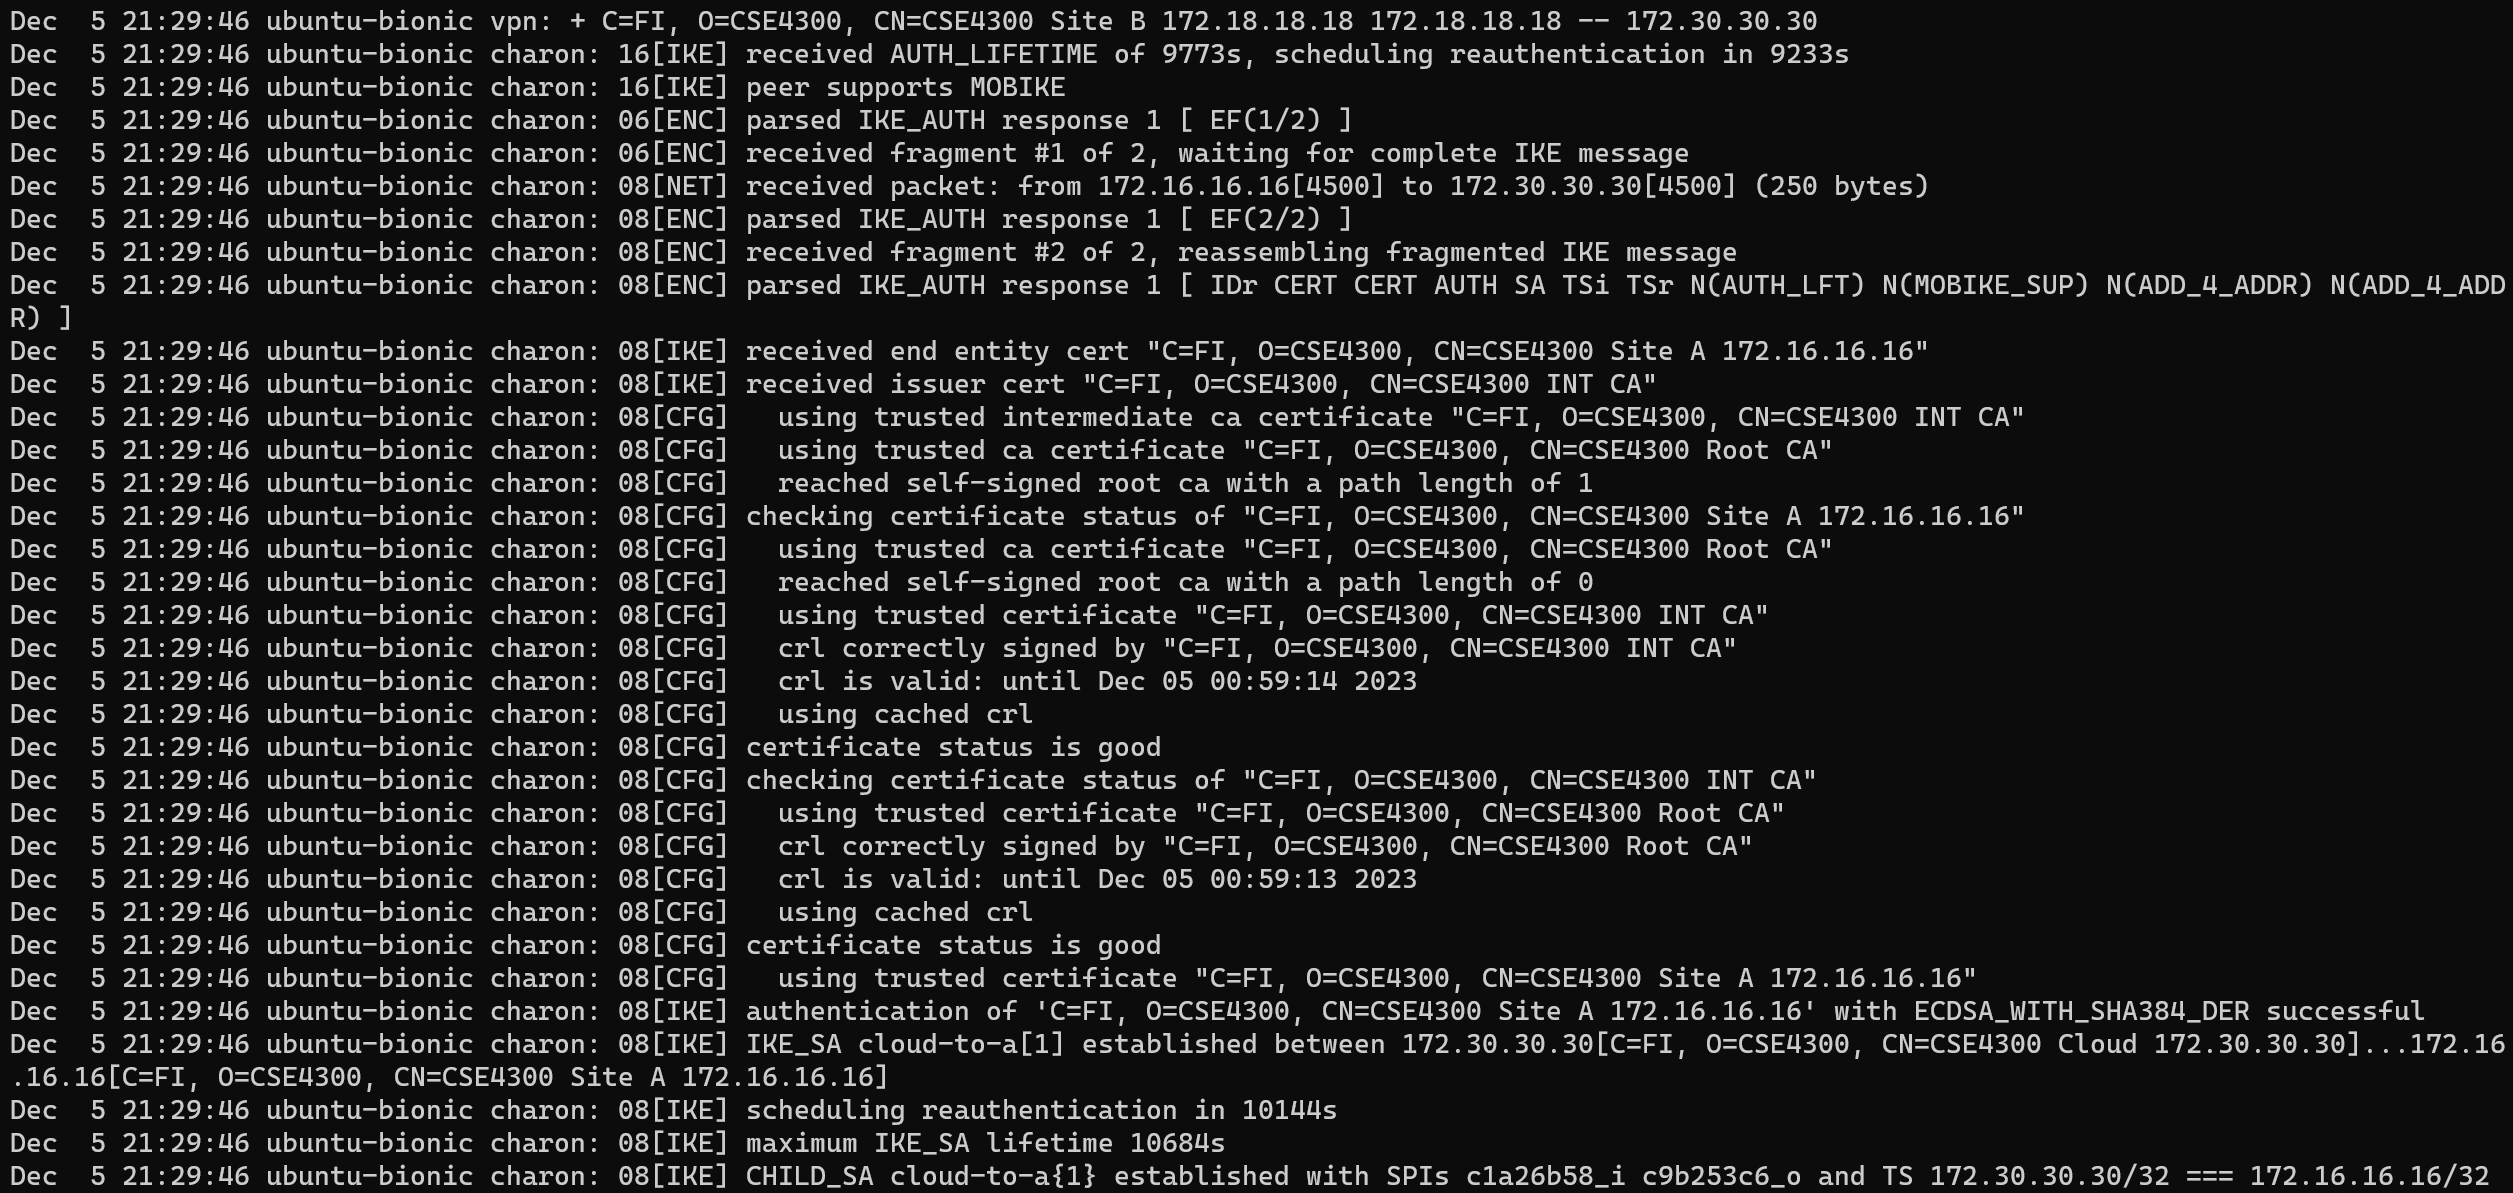 Dec  5 21:29:46 ubuntu-bionic vpn: + C=FI, O=CSE4300, CN=CSE4300 Site B 172.18.18.18 172.18.18.18 -- 172.30.30.30
Dec  5 21:29:46 ubuntu-bionic charon: 16[IKE] received AUTH_LIFETIME of 9773s, scheduling reauthentication in 9233s
Dec  5 21:29:46 ubuntu-bionic charon: 16[IKE] peer supports MOBIKE
Dec  5 21:29:46 ubuntu-bionic charon: 06[ENC] parsed IKE_AUTH response 1 [ EF(1/2) ]
Dec  5 21:29:46 ubuntu-bionic charon: 06[ENC] received fragment #1 of 2, waiting for complete IKE message
Dec  5 21:29:46 ubuntu-bionic charon: 08[NET] received packet: from 172.16.16.16[4500] to 172.30.30.30[4500] (250 bytes)
Dec  5 21:29:46 ubuntu-bionic charon: 08[ENC] parsed IKE_AUTH response 1 [ EF(2/2) ]
Dec  5 21:29:46 ubuntu-bionic charon: 08[ENC] received fragment #2 of 2, reassembling fragmented IKE message
Dec  5 21:29:46 ubuntu-bionic charon: 08[ENC] parsed IKE_AUTH response 1 [ IDr CERT CERT AUTH SA TSi TSr N(AUTH_LFT) N(MOBIKE_SUP) N(ADD_4_ADDR) N(ADD_4_ADD
R) ]
Dec  5 21:29:46 ubuntu-bionic charon: 08[IKE] received end entity cert "C=FI, O=CSE4300, CN=CSE4300 Site A 172.16.16.16"
Dec  5 21:29:46 ubuntu-bionic charon: 08[IKE] received issuer cert "C=FI, O=CSE4300, CN=CSE4300 INT CA"
Dec  5 21:29:46 ubuntu-bionic charon: 08[CFG]   using trusted intermediate ca certificate "C=FI, O=CSE4300, CN=CSE4300 INT CA"
Dec  5 21:29:46 ubuntu-bionic charon: 08[CFG]   using trusted ca certificate "C=FI, O=CSE4300, CN=CSE4300 Root CA"
Dec  5 21:29:46 ubuntu-bionic charon: 08[CFG]   reached self-signed root ca with a path length of 1
Dec  5 21:29:46 ubuntu-bionic charon: 08[CFG] checking certificate status of "C=FI, O=CSE4300, CN=CSE4300 Site A 172.16.16.16"
Dec  5 21:29:46 ubuntu-bionic charon: 08[CFG]   using trusted ca certificate "C=FI, O=CSE4300, CN=CSE4300 Root CA"
Dec  5 21:29:46 ubuntu-bionic charon: 08[CFG]   reached self-signed root ca with a path length of 0
Dec  5 21:29:46 ubuntu-bionic charon: 08[CFG]   using trusted certificate "C=FI, O=CSE4300, CN=CSE4300 INT CA"
Dec  5 21:29:46 ubuntu-bionic charon: 08[CFG]   crl correctly signed by "C=FI, O=CSE4300, CN=CSE4300 INT CA"
Dec  5 21:29:46 ubuntu-bionic charon: 08[CFG]   crl is valid: until Dec 05 00:59:14 2023
Dec  5 21:29:46 ubuntu-bionic charon: 08[CFG]   using cached crl
Dec  5 21:29:46 ubuntu-bionic charon: 08[CFG] certificate status is good
Dec  5 21:29:46 ubuntu-bionic charon: 08[CFG] checking certificate status of "C=FI, O=CSE4300, CN=CSE4300 INT CA"
Dec  5 21:29:46 ubuntu-bionic charon: 08[CFG]   using trusted certificate "C=FI, O=CSE4300, CN=CSE4300 Root CA"
Dec  5 21:29:46 ubuntu-bionic charon: 08[CFG]   crl correctly signed by "C=FI, O=CSE4300, CN=CSE4300 Root CA"
Dec  5 21:29:46 ubuntu-bionic charon: 08[CFG]   crl is valid: until Dec 05 00:59:13 2023
Dec  5 21:29:46 ubuntu-bionic charon: 08[CFG]   using cached crl
Dec  5 21:29:46 ubuntu-bionic charon: 08[CFG] certificate status is good
Dec  5 21:29:46 ubuntu-bionic charon: 08[CFG]   using trusted certificate "C=FI, O=CSE4300, CN=CSE4300 Site A 172.16.16.16"
Dec  5 21:29:46 ubuntu-bionic charon: 08[IKE] authentication of 'C=FI, O=CSE4300, CN=CSE4300 Site A 172.16.16.16' with ECDSA_WITH_SHA384_DER successful
Dec  5 21:29:46 ubuntu-bionic charon: 08[IKE] IKE_SA cloud-to-a[1] established between 172.30.30.30[C=FI, O=CSE4300, CN=CSE4300 Cloud 172.30.30.30]...172.16
.16.16[C=FI, O=CSE4300, CN=CSE4300 Site A 172.16.16.16]
Dec  5 21:29:46 ubuntu-bionic charon: 08[IKE] scheduling reauthentication in 10144s
Dec  5 21:29:46 ubuntu-bionic charon: 08[IKE] maximum IKE_SA lifetime 10684s
Dec  5 21:29:46 ubuntu-bionic charon: 08[IKE] CHILD_SA cloud-to-a{1} established with SPIs c1a26b58_i c9b253c6_o and TS 172.30.30.30/32 === 172.16.16.16/32